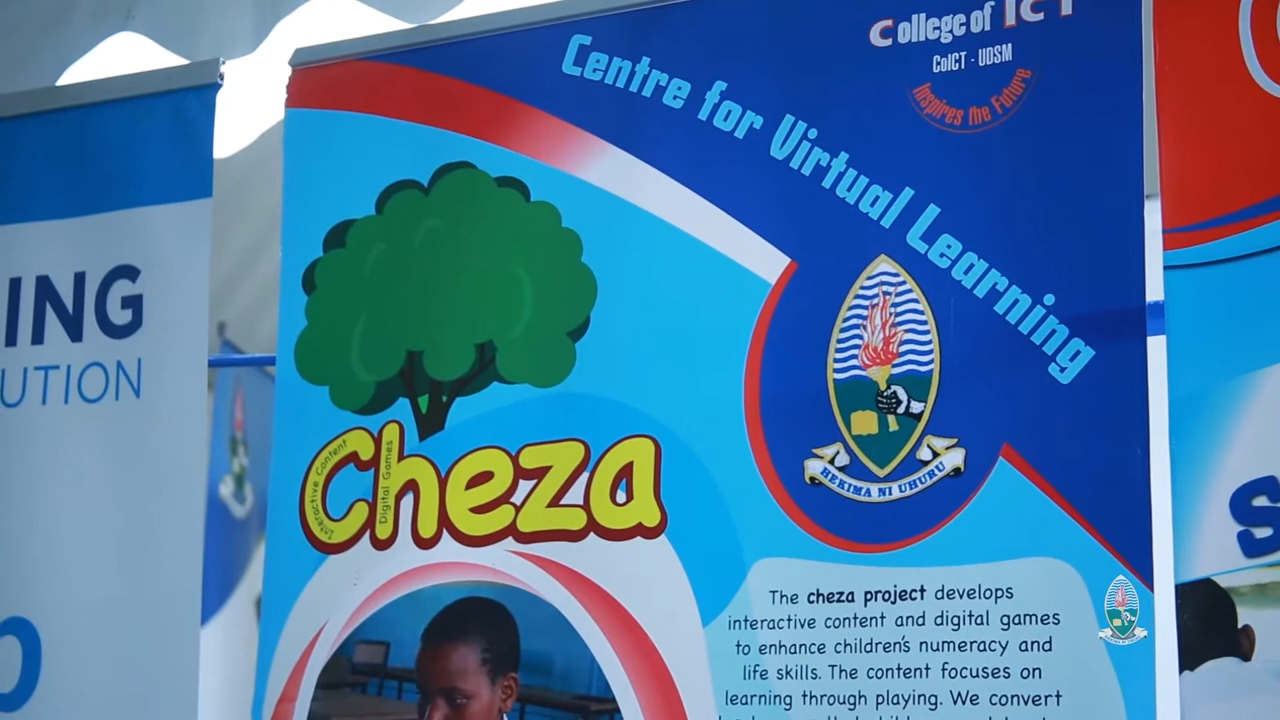 College of ICT
CoICT - UDSM
Inspires the Future
Centre for Virtual Learning
ING
UTION
HEKIMA NI UHURU
Interactive Content
Digital Games
Cheza
The cheza project develops
interactive content and digital games
to enhance children's numeracy and
life skills. The content focuses on
learning through playing. We convert
S